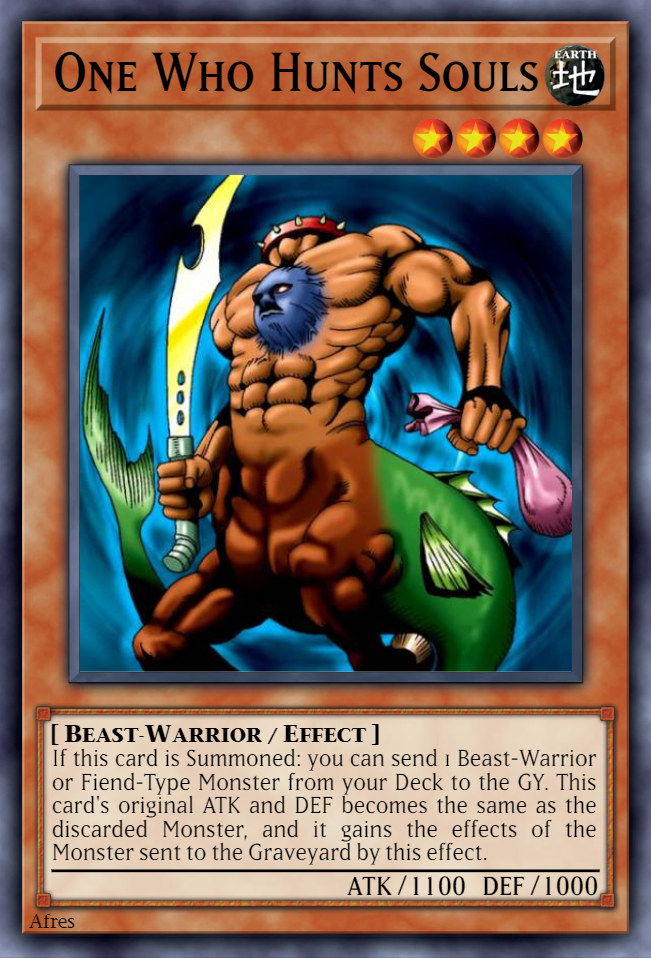 One Who Hunts Souls
EARTH
地
[ Beast-Warrior / Effect ]
If this card is Summoned: you can send 1 Beast-Warrior
or Fiend-Type Monster from your Deck to the GY. This
card's original ATK and DEF becomes the same as the
discarded Monster, and it gains the effects of the
Monster sent to the Graveyard by this effect.
ATK / 1100 DEF / 1000
Afres